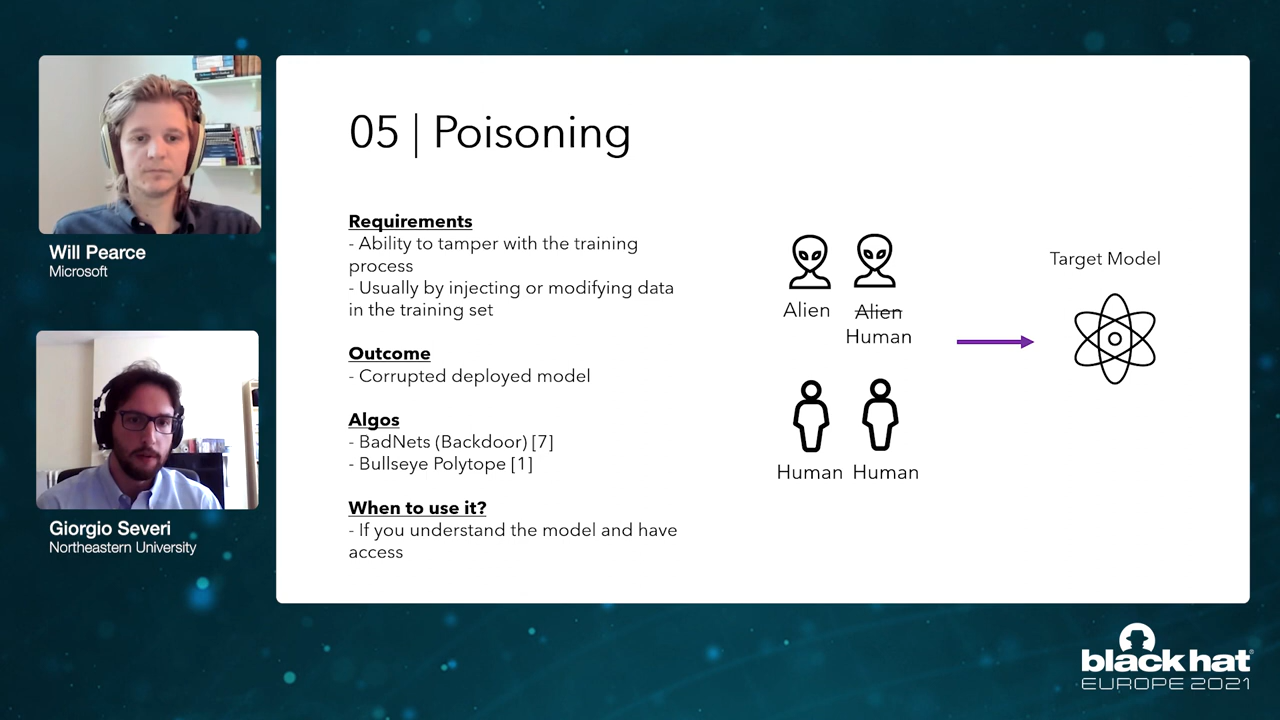 05 | Poisoning
Requirements
- Ability to tamper with the training
process
- Usually by injecting or modifying data
in the training set
Outcome
- Corrupted deployed model
Algos
- BadNets (Backdoor) [7]
- Bullseye Polytope [1]
When to use it?
- If you understand the model and have
access
Alien
Alien
Human
Human
Human
Target Model
Will Pearce
Microsoft
Giorgio Severi
Northeastern University
black hat
EUROPE 2021